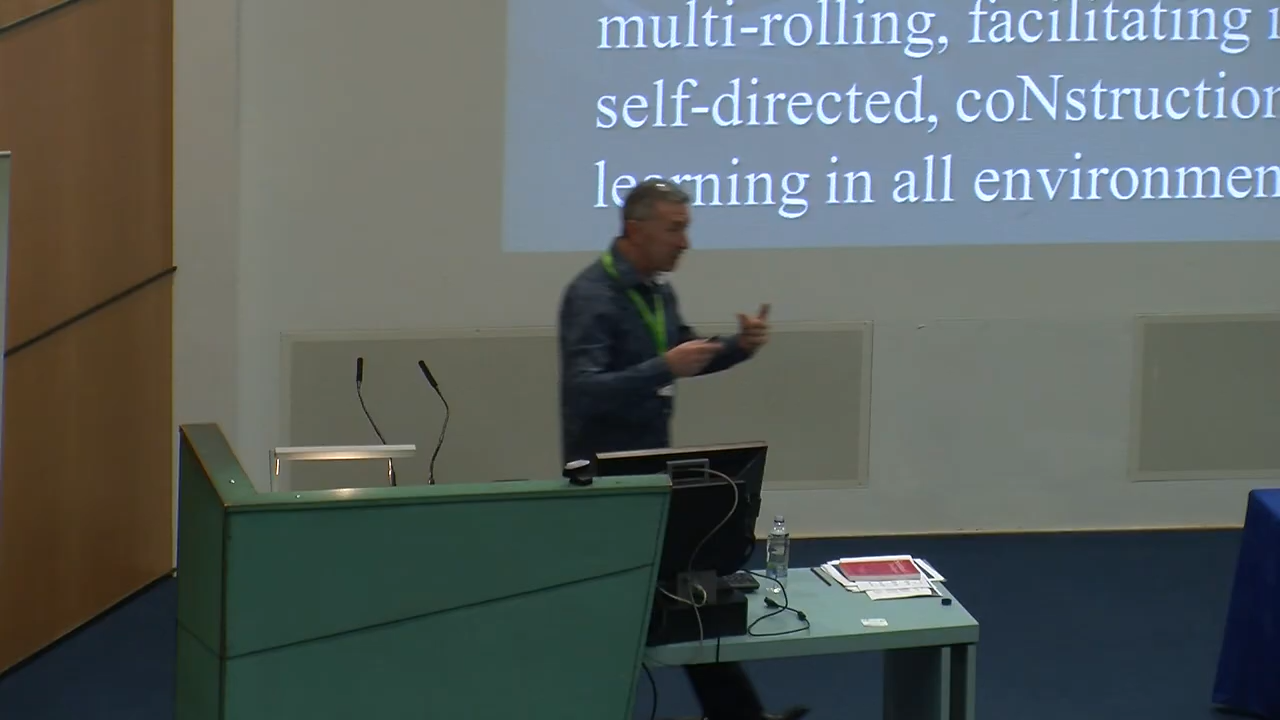 multi-rolling, facilitating
self-directed, coNstruction
learning in all environmen